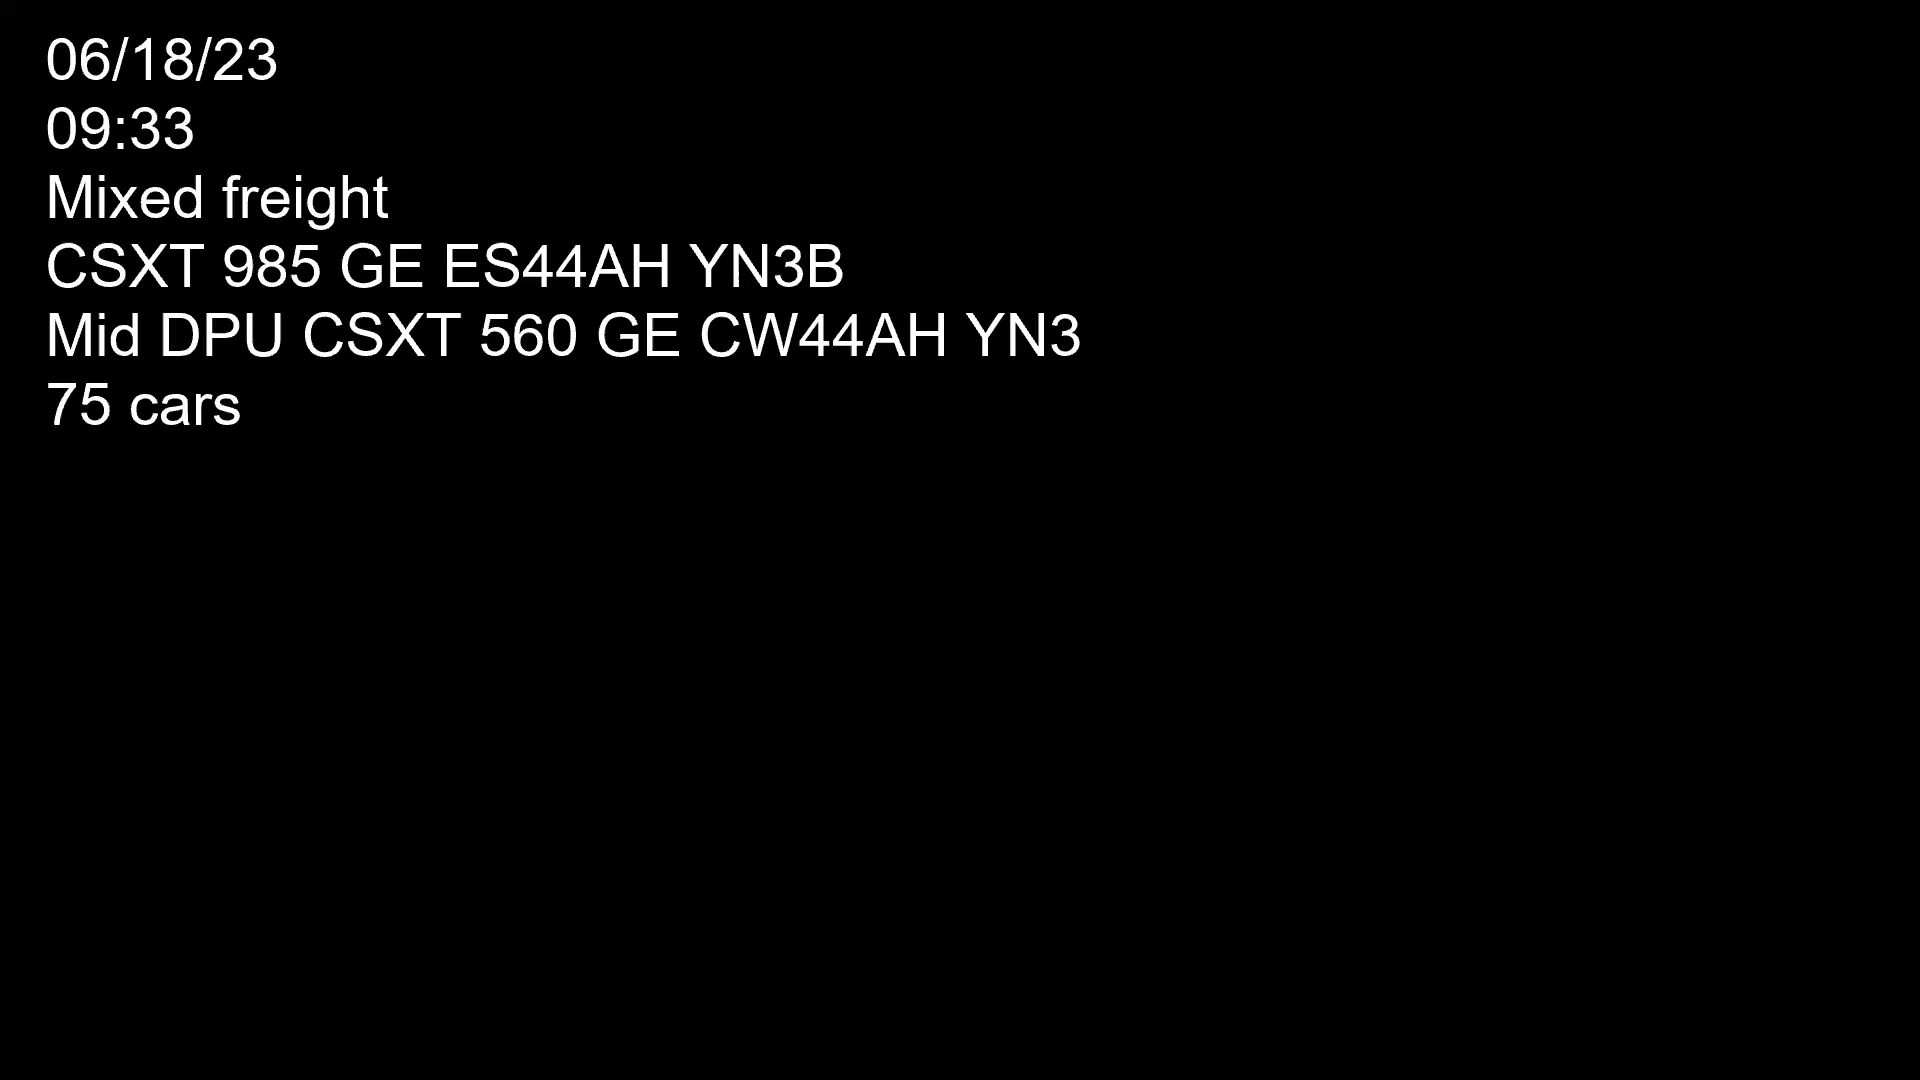 06/18/23
09:33
Mixed freight
CSXT 985 GE ES44AH YN3B
Mid DPU CSXT 560 GE CW44AH YN3
75 cars